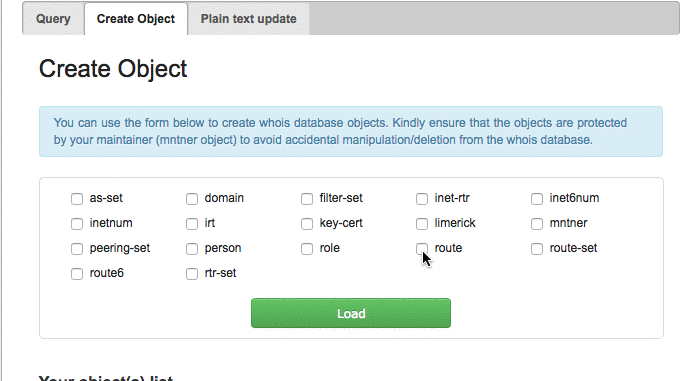 Query Create Object Plain text update
Create Object
You can use the form below to create whois database objects. Kindly ensure that the objects are protected
by your maintainer (mntner object) to avoid accidental manipulation/deletion from the whois database.
as-set domain filter-set inet-rtr inet6num
inetnum irt key-cert limerick mntner
peering-set person role route route-set
route6 rtr-set
Load
Your object(s) list